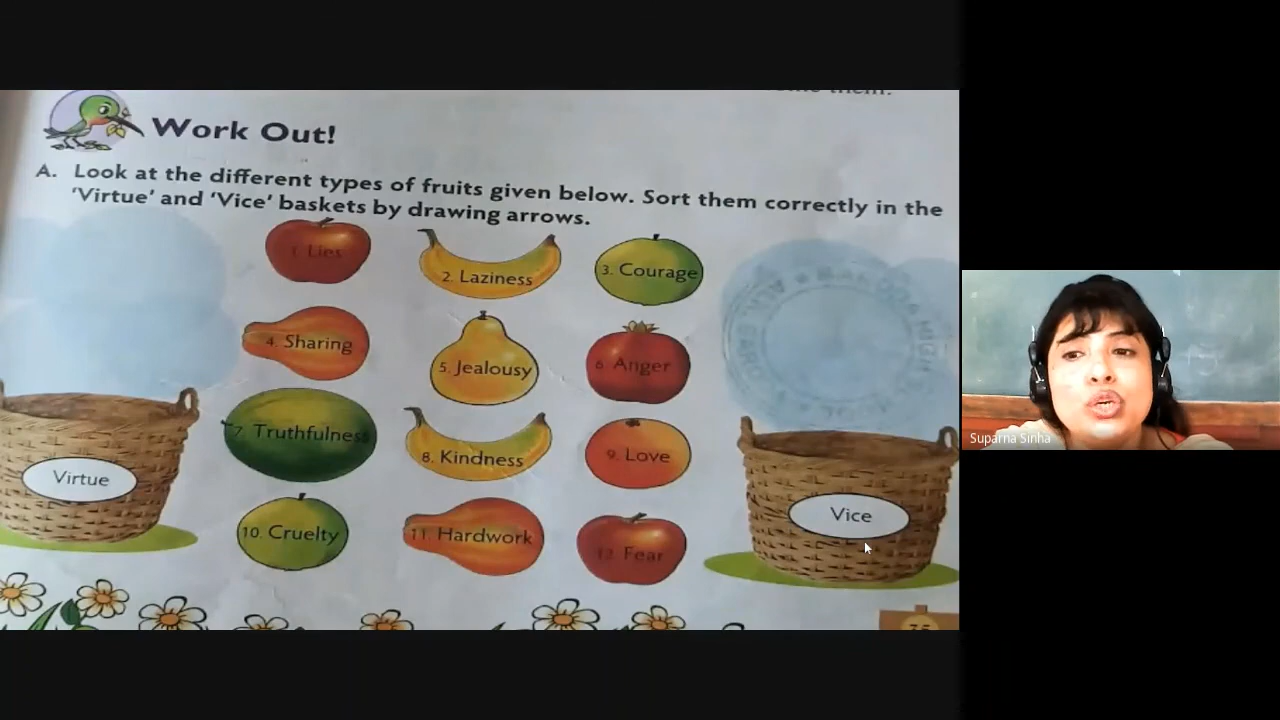 Work Out!
A. Look at the different types of fruits given below. Sort them correctly in the
'Virtue' and 'Vice' baskets by drawing arrows.
1. Lies
2. Laziness
3. Courage
4. Sharing
5. Jealousy
6. Anger
7. Truthfulness
8. Kindness
9. Love
10. Cruelty
11. Hardwork
12. Fear
Virtue
Vice
Suparna Sinha